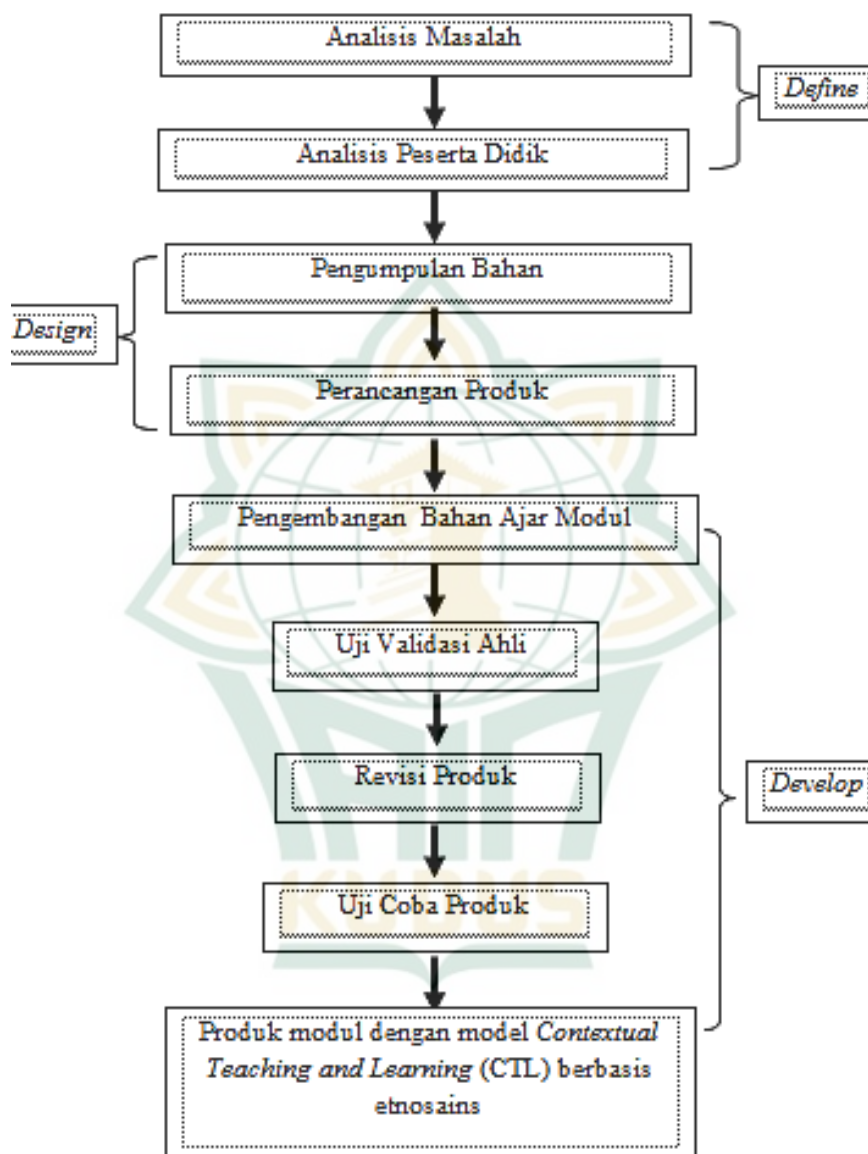 Analisis Masalah
Define
Analisis Peserta Didik
Pengumpulan Bahan
Design
Perancangan Produk
Pengembangan Bahan Ajar Modul
Uji Validasi Ahli
Revisi Produk
Develop
Uji Coba Produk
KUDUS
Produk modul dengan model Contextual
Teaching and Learning (CTL) berbasis
etnosains